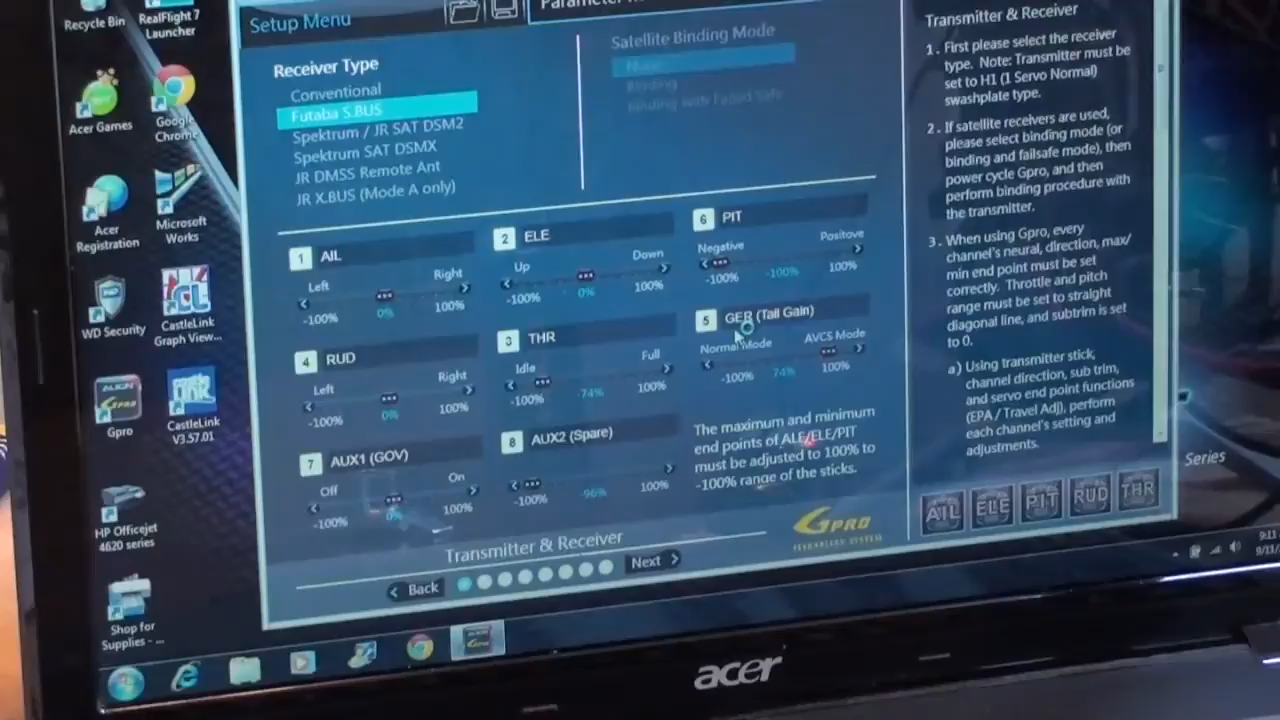 Recycle Bin
RealFlight 7
Launcher
Acer Games
Google
Chrome
Acer
Registration
Microsoft
Works
WD Security
CastleLink
Graph View...
Gpro
CastleLink
V3.57.01
HP Officejet
4620 series
Shop for
Supplies - ...
Setup Menu
Receiver Type
Conventional
Futaba S.BUS
Spektrum / JR SAT DSM2
Spektrum SAT DSMX
JR DMSS Remote Ant
JR X.BUS (Mode A only)
Satellite Binding Mode
Binding
1 AIL
Left Right
-100% 0% 100%
2 ELE
Up Down
-100% 0% 100%
6 PIT
Negative Positove
-100% -100% 100%
4 RUD
Left Right
-100% 0% 100%
3 THR
Idle Full
-100% -74% 100%
5 GER (Tail Gain)
Normal Mode AVCS Mode
-100% 74% 100%
7 AUX1 (GOV)
Off On
-100% 0% 100%
8 AUX2 (Spare)
-100% -96% 100%
The maximum and minimum
end points of ALE/ELE/PIT
must be adjusted to 100% to
-100% range of the sticks.
Transmitter & Receiver
GPRO
Back Next
Transmitter & Receiver
1. First please select the receiver
type. Note: Transmitter must be
set to H1 (1 Servo Normal)
swashplate type.
2. If satellite receivers are used,
please select binding mode (or
binding and failsafe mode), then
power cycle Gpro, and then
perform binding procedure with
the transmitter.
3. When using Gpro, every
channel's neural, direction, max/
min end point must be set
correctly. Throttle and pitch
range must be set to straight
diagonal line, and subtrim is set
to 0.
a) Using transmitter stick,
channel direction, sub trim,
and servo end point functions
(EPA / Travel Adj), perform
each channel's setting and
adjustments.
AIL ELE PIT RUD THR
Series
acer